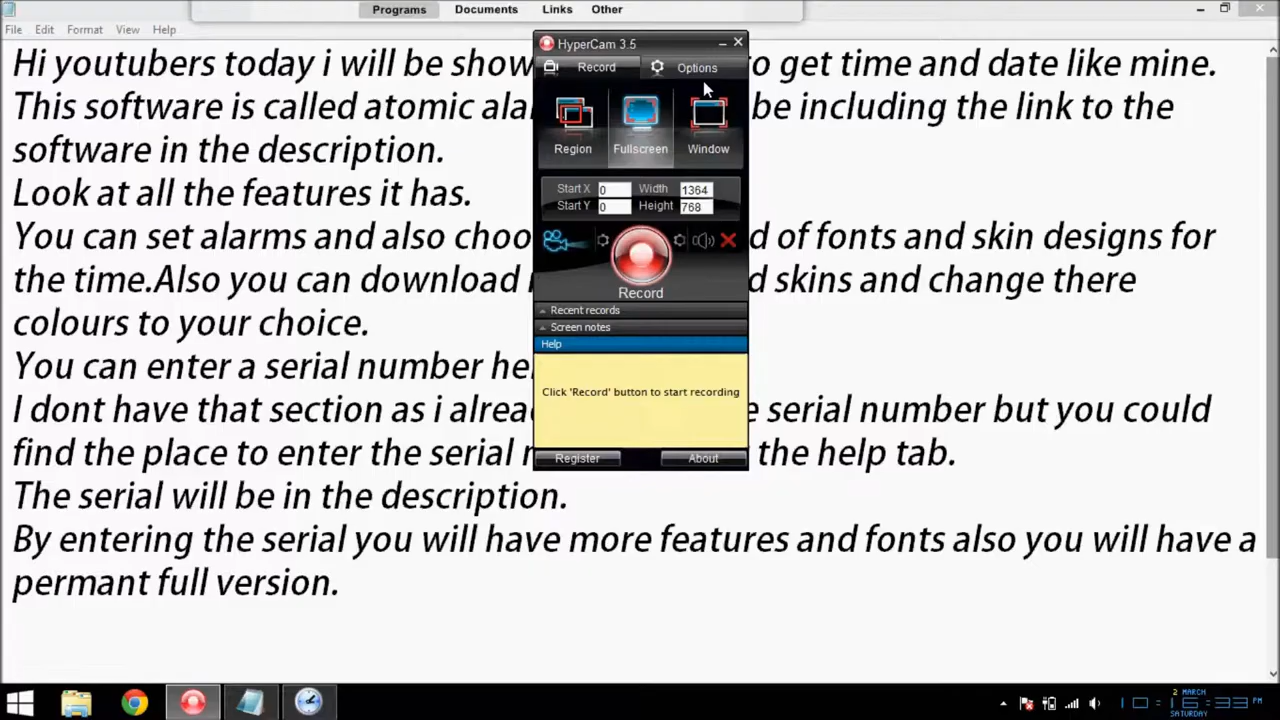 Programs Documents Links Other
File Edit Format View Help
Hi youtubers today i will be show to get time and date like mine.
This software is called atomic ala be including the link to the
software in the description.
Look at all the features it has.
You can set alarms and also choo d of fonts and skin designs for
the time.Also you can download d skins and change there
colours to your choice.
You can enter a serial number he
I dont have that section as i alrea e serial number but you could
find the place to enter the serial the help tab.
The serial will be in the description.
By entering the serial you will have more features and fonts also you will have a
permant full version.
HyperCam 3.5
Record Options
Region Fullscreen Window
Start X 0 Width 1364
Start Y 0 Height 768
Record
Recent records
Screen notes
Help
Click 'Record' button to start recording
Register About
2 MARCH
10:16:33 PM
SATURDAY